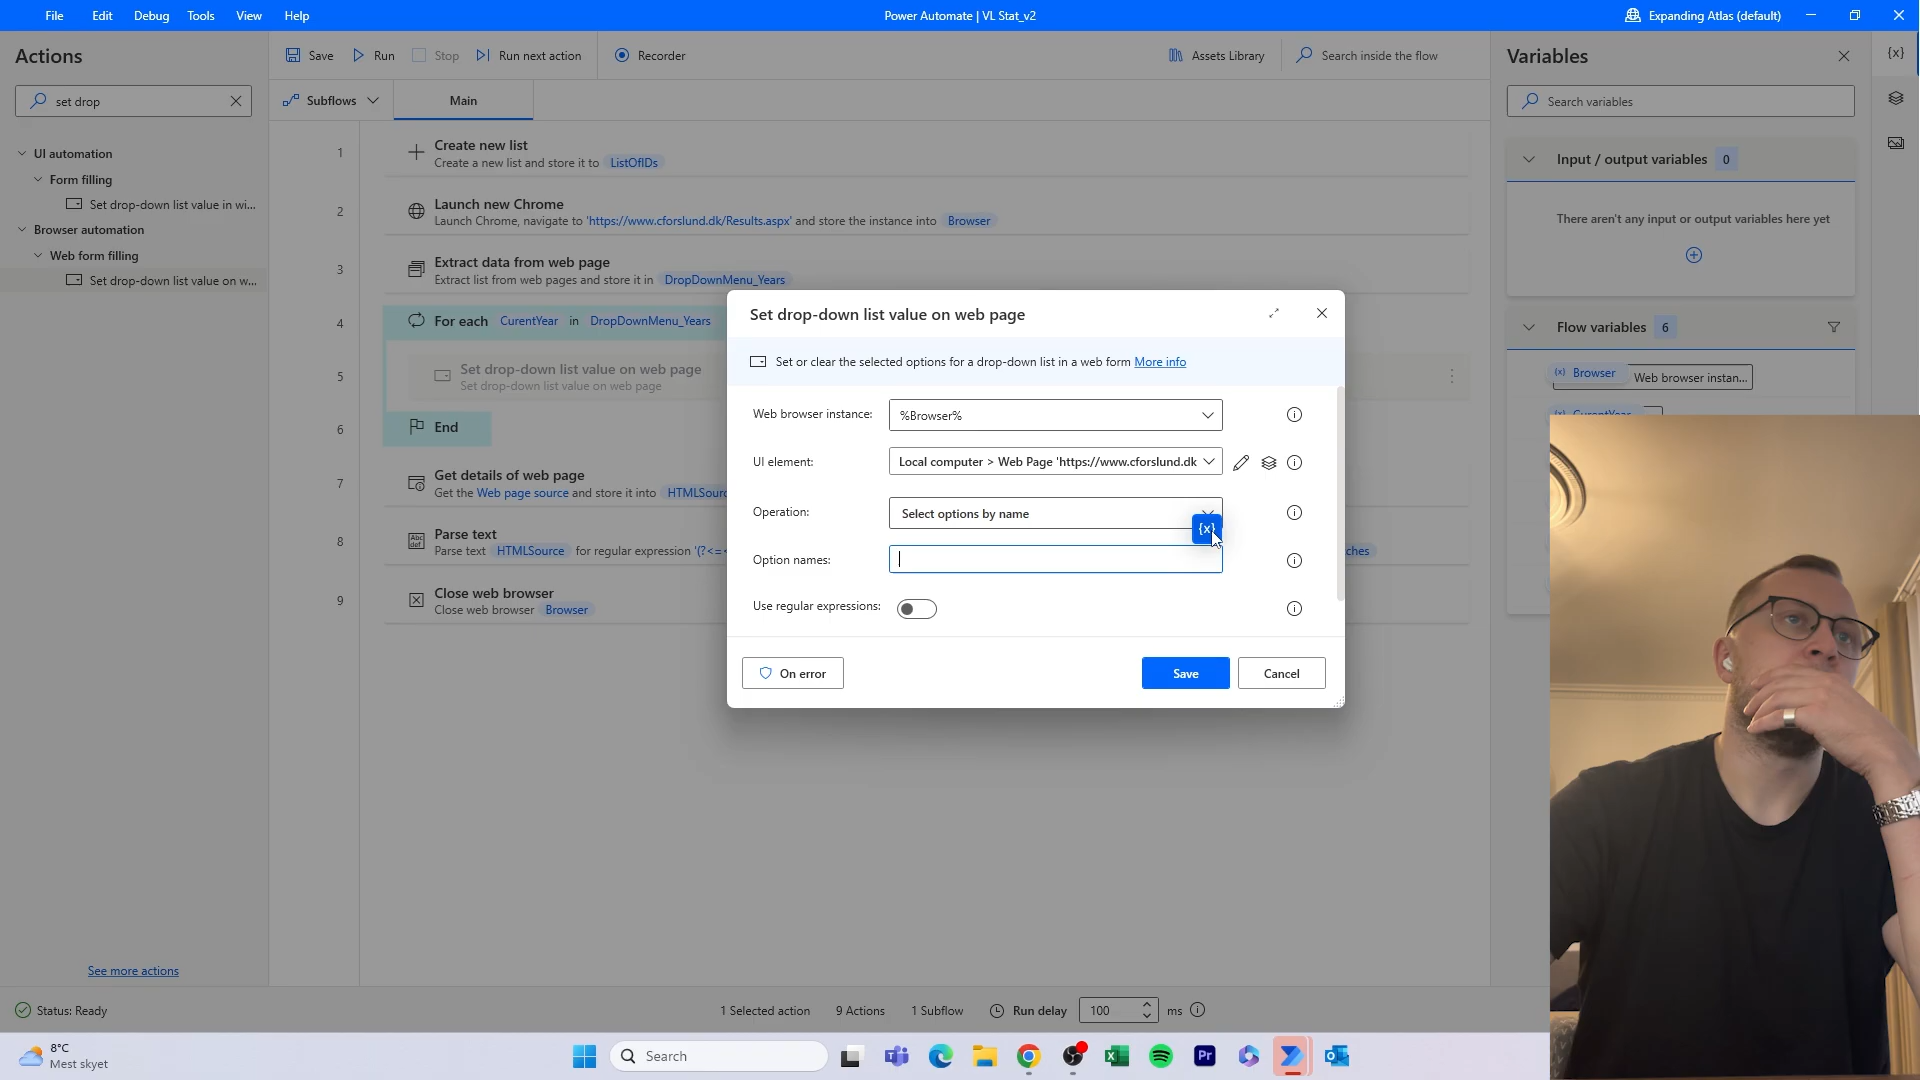 File Edit Debug Tools View Help
Power Automate | VL Stat_v2
Expanding Atlas (default)
Actions
set drop
UI automation
Form filling
Set drop-down list value in wi...
Browser automation
Web form filling
Set drop-down list value on w...
See more actions
Save Run Stop Run next action Recorder
Assets Library
Search inside the flow
Subflows
Main
1
Create new list
Create a new list and store it to ListOfIDs
2
Launch new Chrome
Launch Chrome, navigate to 'https://www.cforslund.dk/Results.aspx' and store the instance into Browser
3
Extract data from web page
Extract list from web pages and store it in DropDownMenu_Years
4
For each CurentYear in DropDownMenu_Years
5
Set drop-down list value on web page
Set drop-down list value on web page
6
End
7
Get details of web page
Get the Web page source and store it into HTMLSourc
8
Parse text
Parse text HTMLSource for regular expression '(?<=<
9
Close web browser
Close web browser Browser
Set drop-down list value on web page
Set or clear the selected options for a drop-down list in a web form More info
Web browser instance:
%Browser%
UI element:
Local computer > Web Page 'https://www.cforslund.dk
Operation:
Select options by name
{x}
Option names:
Use regular expressions:
On error
Save
Cancel
Variables
{x}
Search variables
Input / output variables 0
There aren't any input or output variables here yet
Flow variables 6
(x) Browser
Web browser instan...
Status: Ready
1 Selected action
9 Actions
1 Subflow
Run delay
100
ms
8°C
Mest skyet
Search
Pr